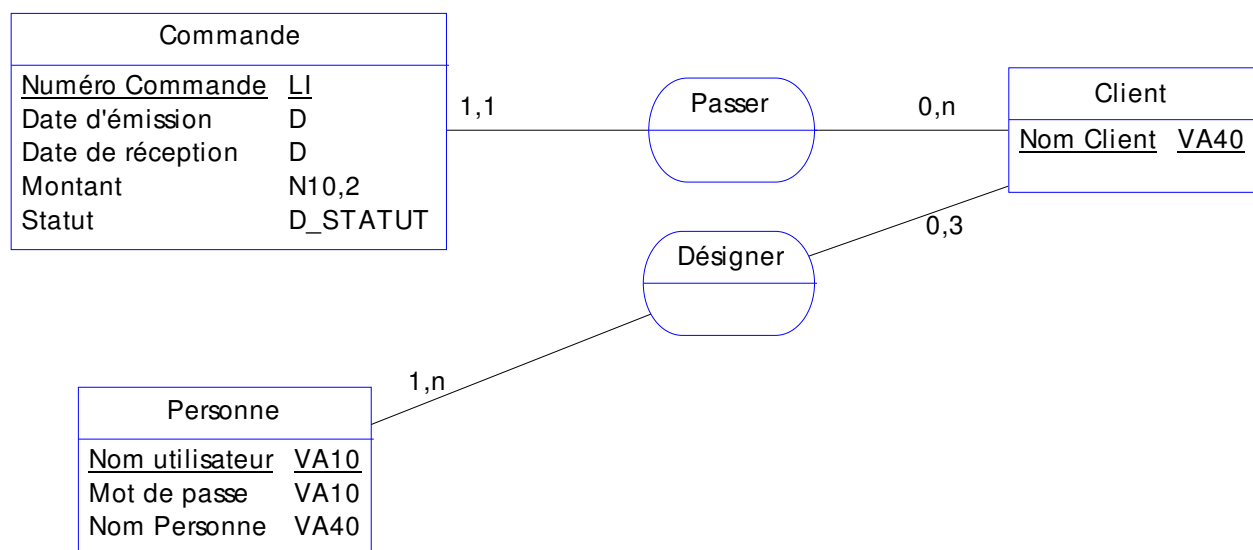 Commande
Numéro Commande LI
Date d'émission D
Date de réception D
Montant N10,2
Statut D_STATUT
1,1
Passer
0,n
Client
Nom Client VA40
0,3
Désigner
1,n
Personne
Nom utilisateur VA10
Mot de passe VA10
Nom Personne VA40